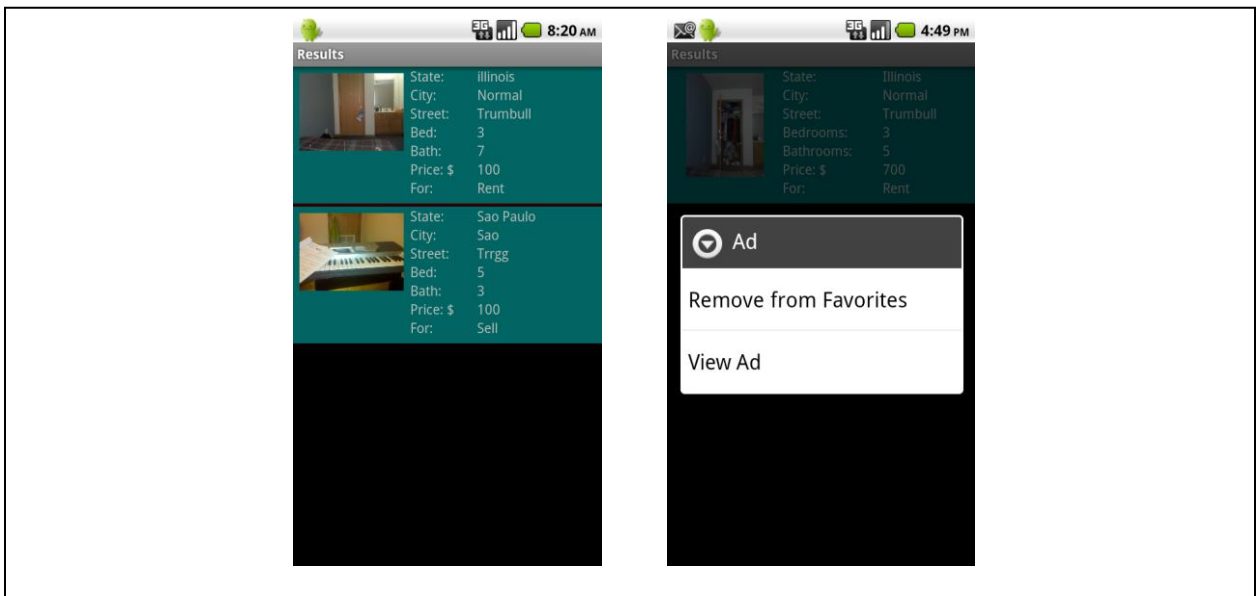 8:20 AM
Results
State: illinois
City: Normal
Street: Trumbull
Bed: 3
Bath: 7
Price: $ 100
For: Rent
State: Sao Paulo
City: Sao
Street: Trrgg
Bed: 5
Bath: 3
Price: $ 100
For: Sell
3G 4:49 PM
Results
State: Illinois
City: Normal
Street: Trumbull
Bedrooms: 3
Bathrooms: 5
Price: $ 700
For: Rent
Ad
Remove from Favorites
View Ad